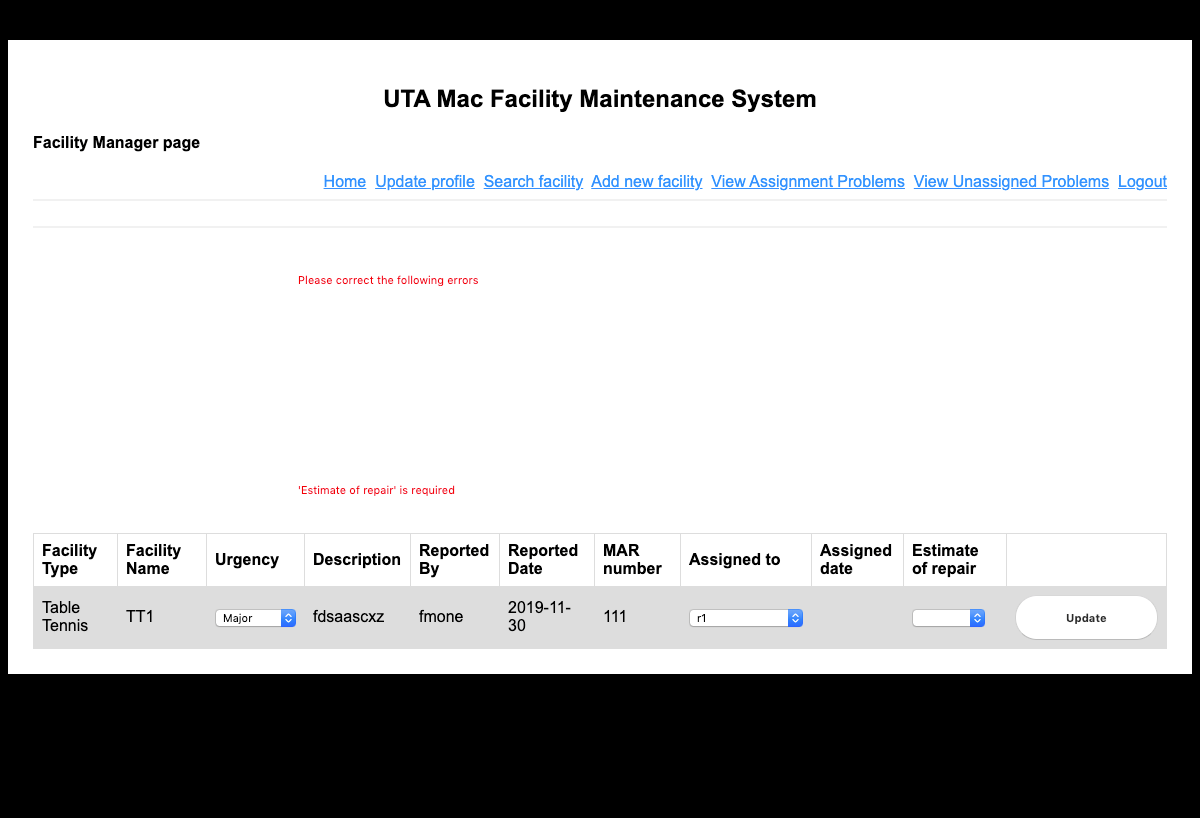 UTA Mac Facility Maintenance System
Facility Manager page
Home Update profile Search facility Add new facility View Assignment Problems View Unassigned Problems Logout
Please correct the following errors
'Estimate of repair' is required
Facility Type Facility Name Urgency Description Reported By Reported Date MAR number Assigned to Assigned date Estimate of repair
Table Tennis TT1 Major fdsaascxz fmone 2019-11-30 111 r1 Update